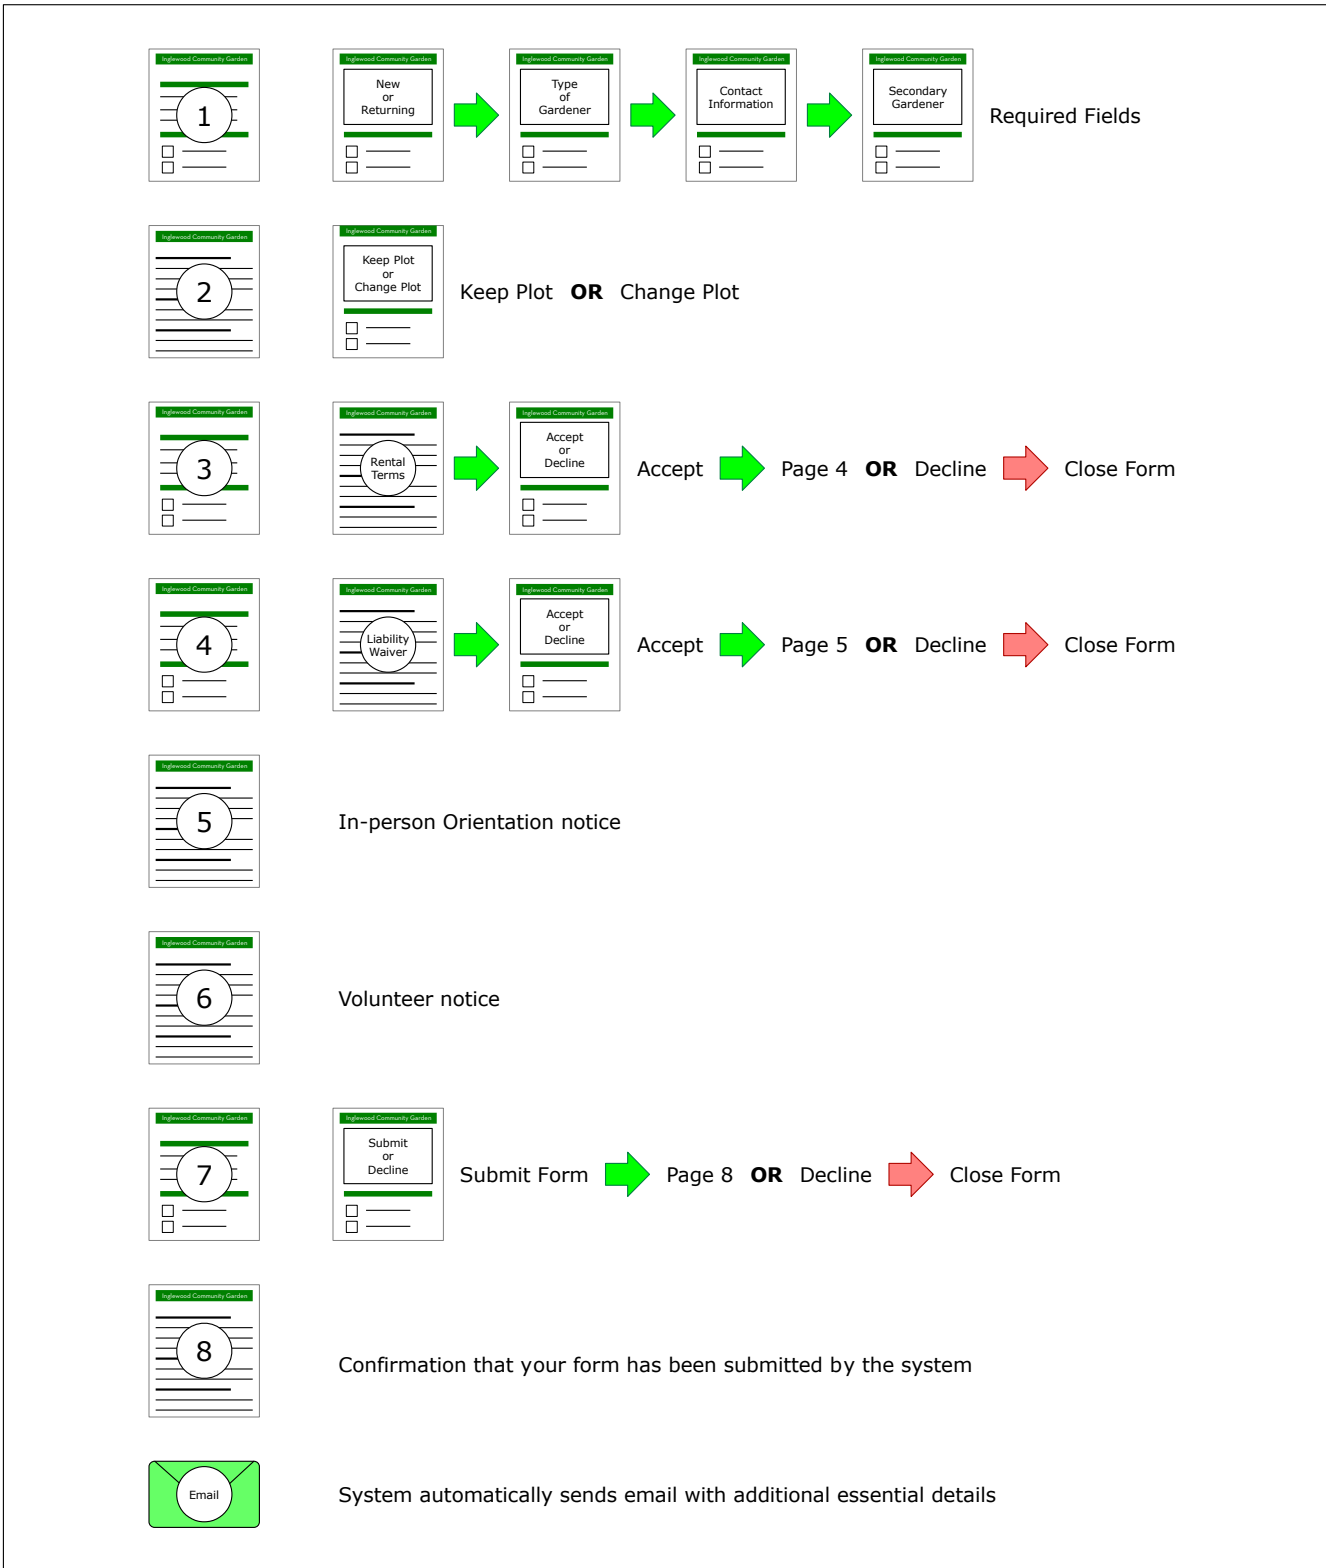 Inglewood Community Garden
1
Inglewood Community Garden
New
or
Returning
Inglewood Community Garden
Type
of
Gardener
Inglewood Community Garden
Contact
Information
Inglewood Community Garden
Secondary
Gardener
Required Fields
Inglewood Community Garden
2
Inglewood Community Garden
Keep Plot
or
Change Plot
Keep Plot OR Change Plot
Inglewood Community Garden
3
Inglewood Community Garden
Rental
Terms
Inglewood Community Garden
Accept
or
Decline
Accept Page 4 OR Decline Close Form
Inglewood Community Garden
4
Inglewood Community Garden
Liability
Waiver
Inglewood Community Garden
Accept
or
Decline
Accept Page 5 OR Decline Close Form
Inglewood Community Garden
5
In-person Orientation notice
Inglewood Community Garden
6
Volunteer notice
Inglewood Community Garden
7
Inglewood Community Garden
Submit
or
Decline
Submit Form Page 8 OR Decline Close Form
Inglewood Community Garden
8
Confirmation that your form has been submitted by the system
Email
System automatically sends email with additional essential details